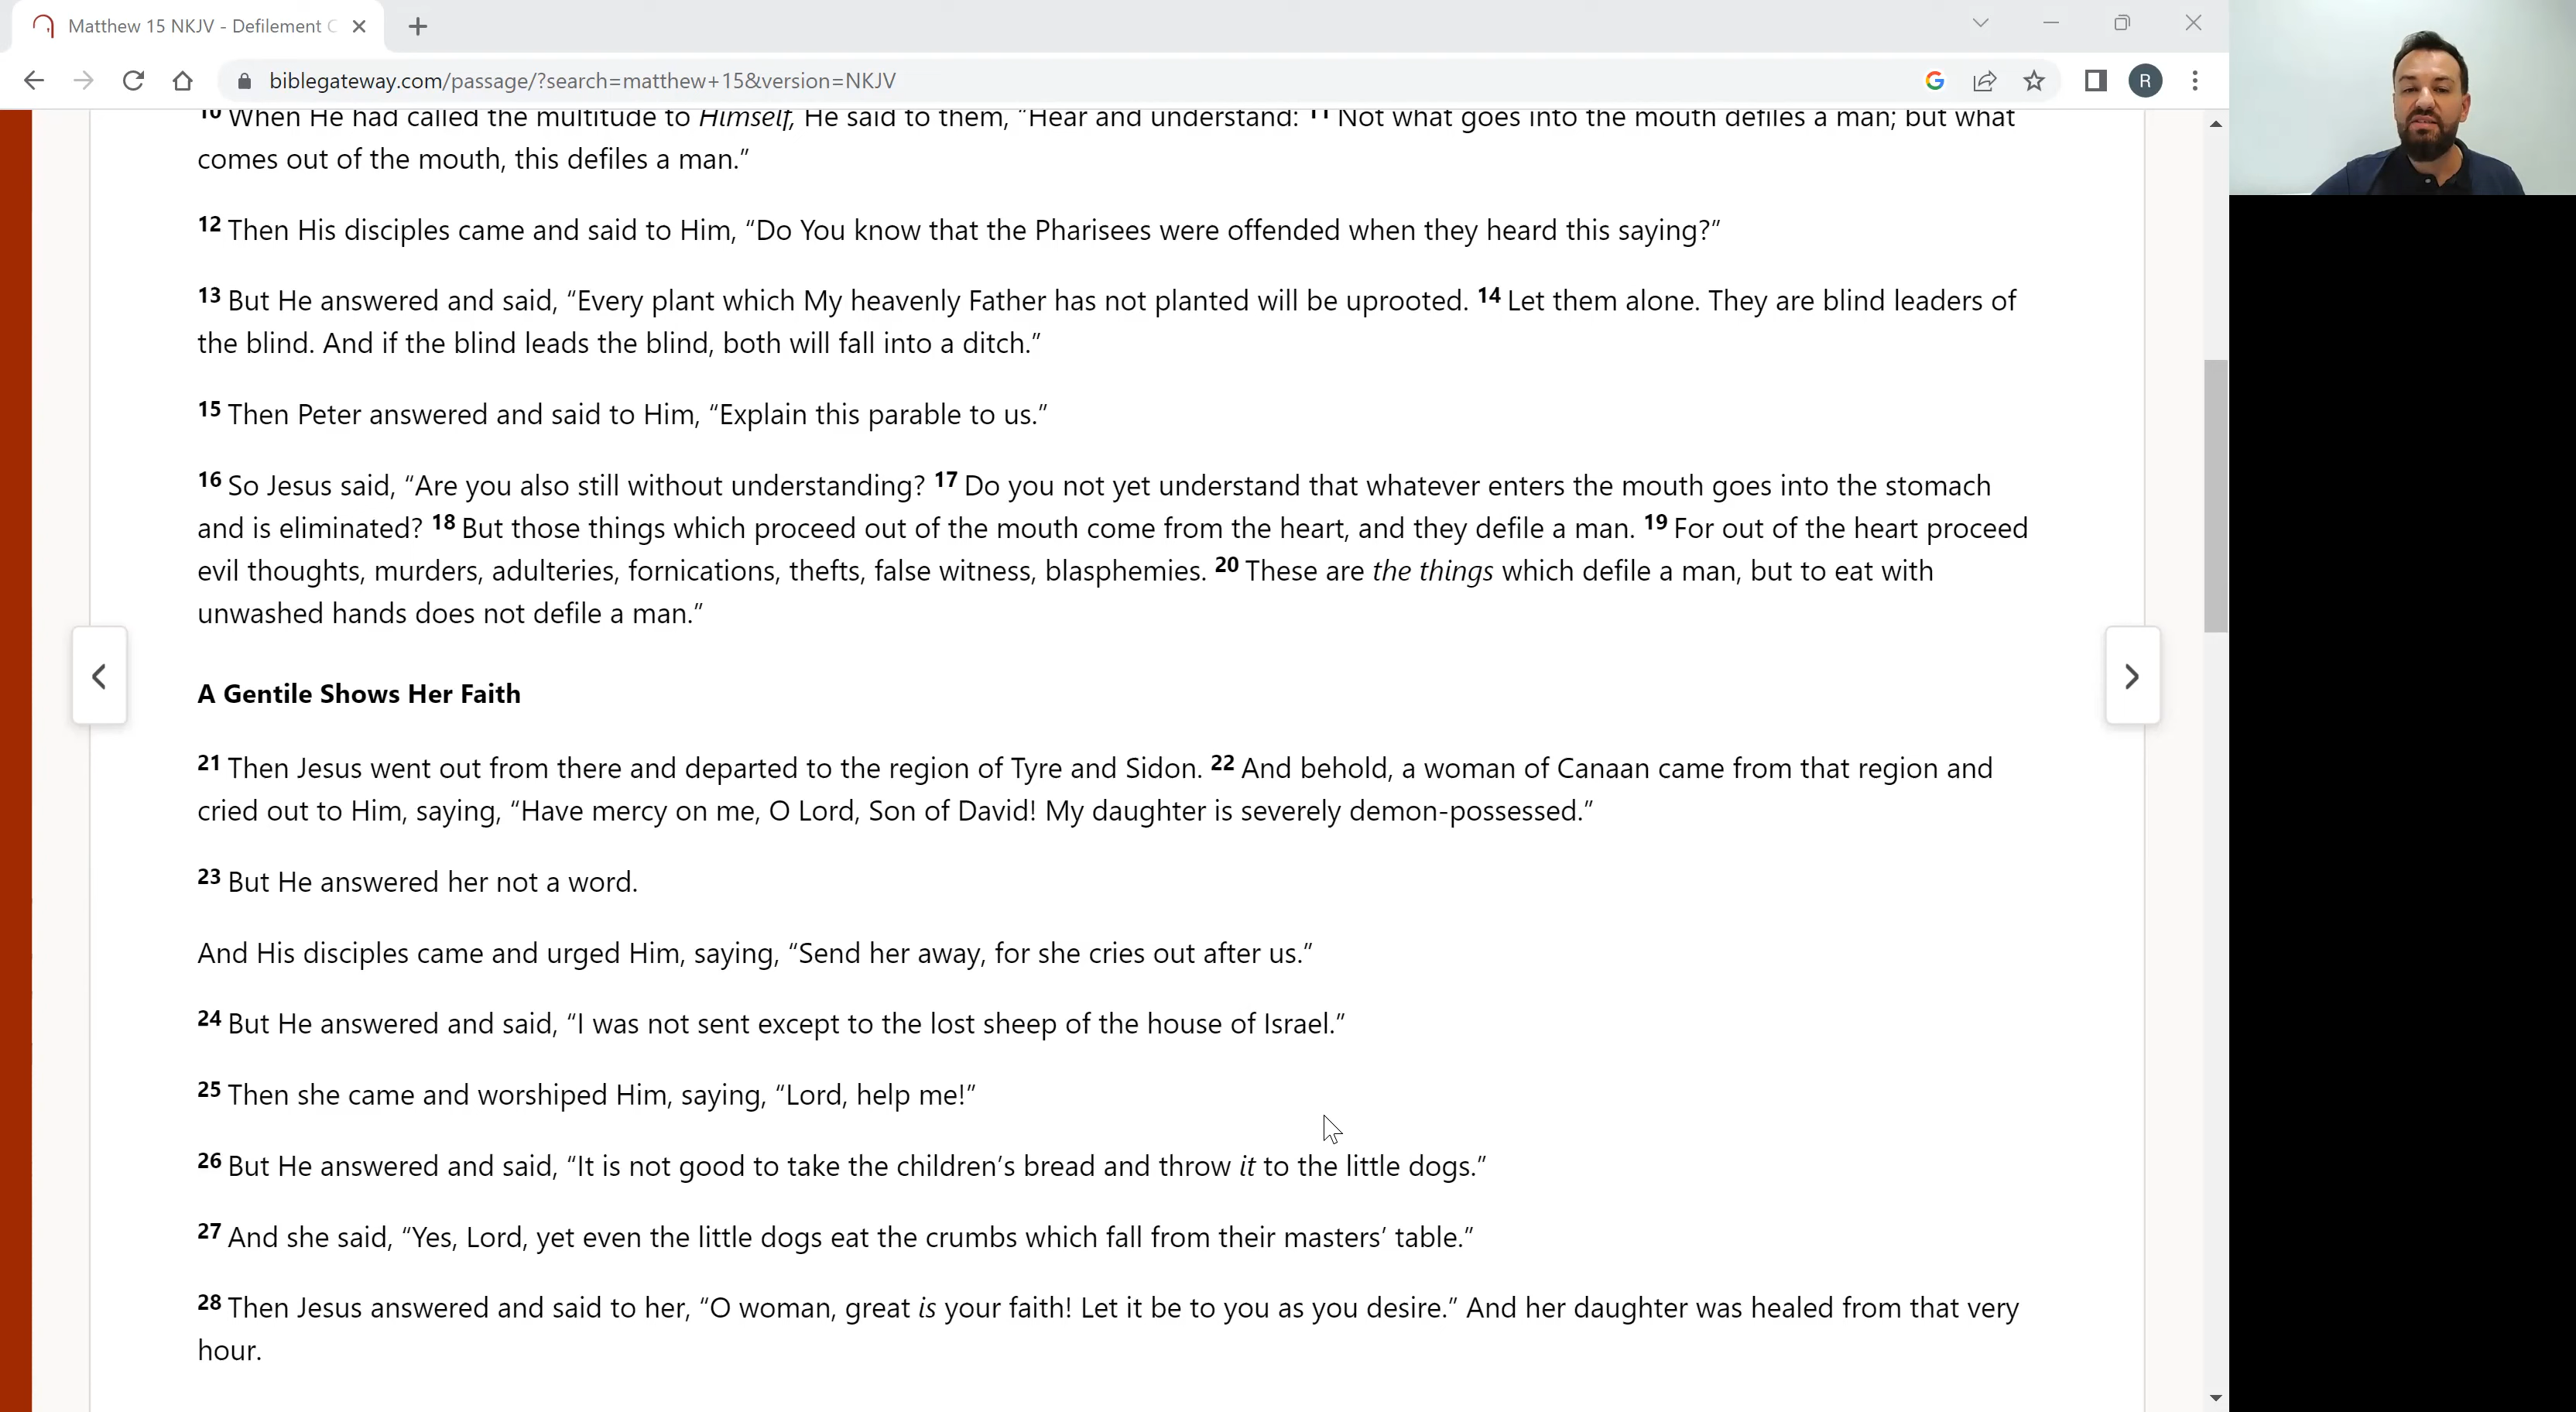 Matthew 15 NKJV - Defilement C
biblegateway.com/passage/?search=matthew+15&version=NKJV
R
10 When He had called the multitude to Himself, He said to them, “Hear and understand: 11 Not what goes into the mouth defiles a man; but what
comes out of the mouth, this defiles a man.”
12 Then His disciples came and said to Him, “Do You know that the Pharisees were offended when they heard this saying?”
13 But He answered and said, “Every plant which My heavenly Father has not planted will be uprooted. 14 Let them alone. They are blind leaders of
the blind. And if the blind leads the blind, both will fall into a ditch.”
15 Then Peter answered and said to Him, “Explain this parable to us.”
16 So Jesus said, “Are you also still without understanding? 17 Do you not yet understand that whatever enters the mouth goes into the stomach
and is eliminated? 18 But those things which proceed out of the mouth come from the heart, and they defile a man. 19 For out of the heart proceed
evil thoughts, murders, adulteries, fornications, thefts, false witness, blasphemies. 20 These are the things which defile a man, but to eat with
unwashed hands does not defile a man.”
A Gentile Shows Her Faith
21 Then Jesus went out from there and departed to the region of Tyre and Sidon. 22 And behold, a woman of Canaan came from that region and
cried out to Him, saying, “Have mercy on me, O Lord, Son of David! My daughter is severely demon-possessed.”
23 But He answered her not a word.
And His disciples came and urged Him, saying, “Send her away, for she cries out after us.”
24 But He answered and said, “I was not sent except to the lost sheep of the house of Israel.”
25 Then she came and worshiped Him, saying, “Lord, help me!”
26 But He answered and said, “It is not good to take the children’s bread and throw it to the little dogs.”
27 And she said, “Yes, Lord, yet even the little dogs eat the crumbs which fall from their masters’ table.”
28 Then Jesus answered and said to her, “O woman, great is your faith! Let it be to you as you desire.” And her daughter was healed from that very
hour.